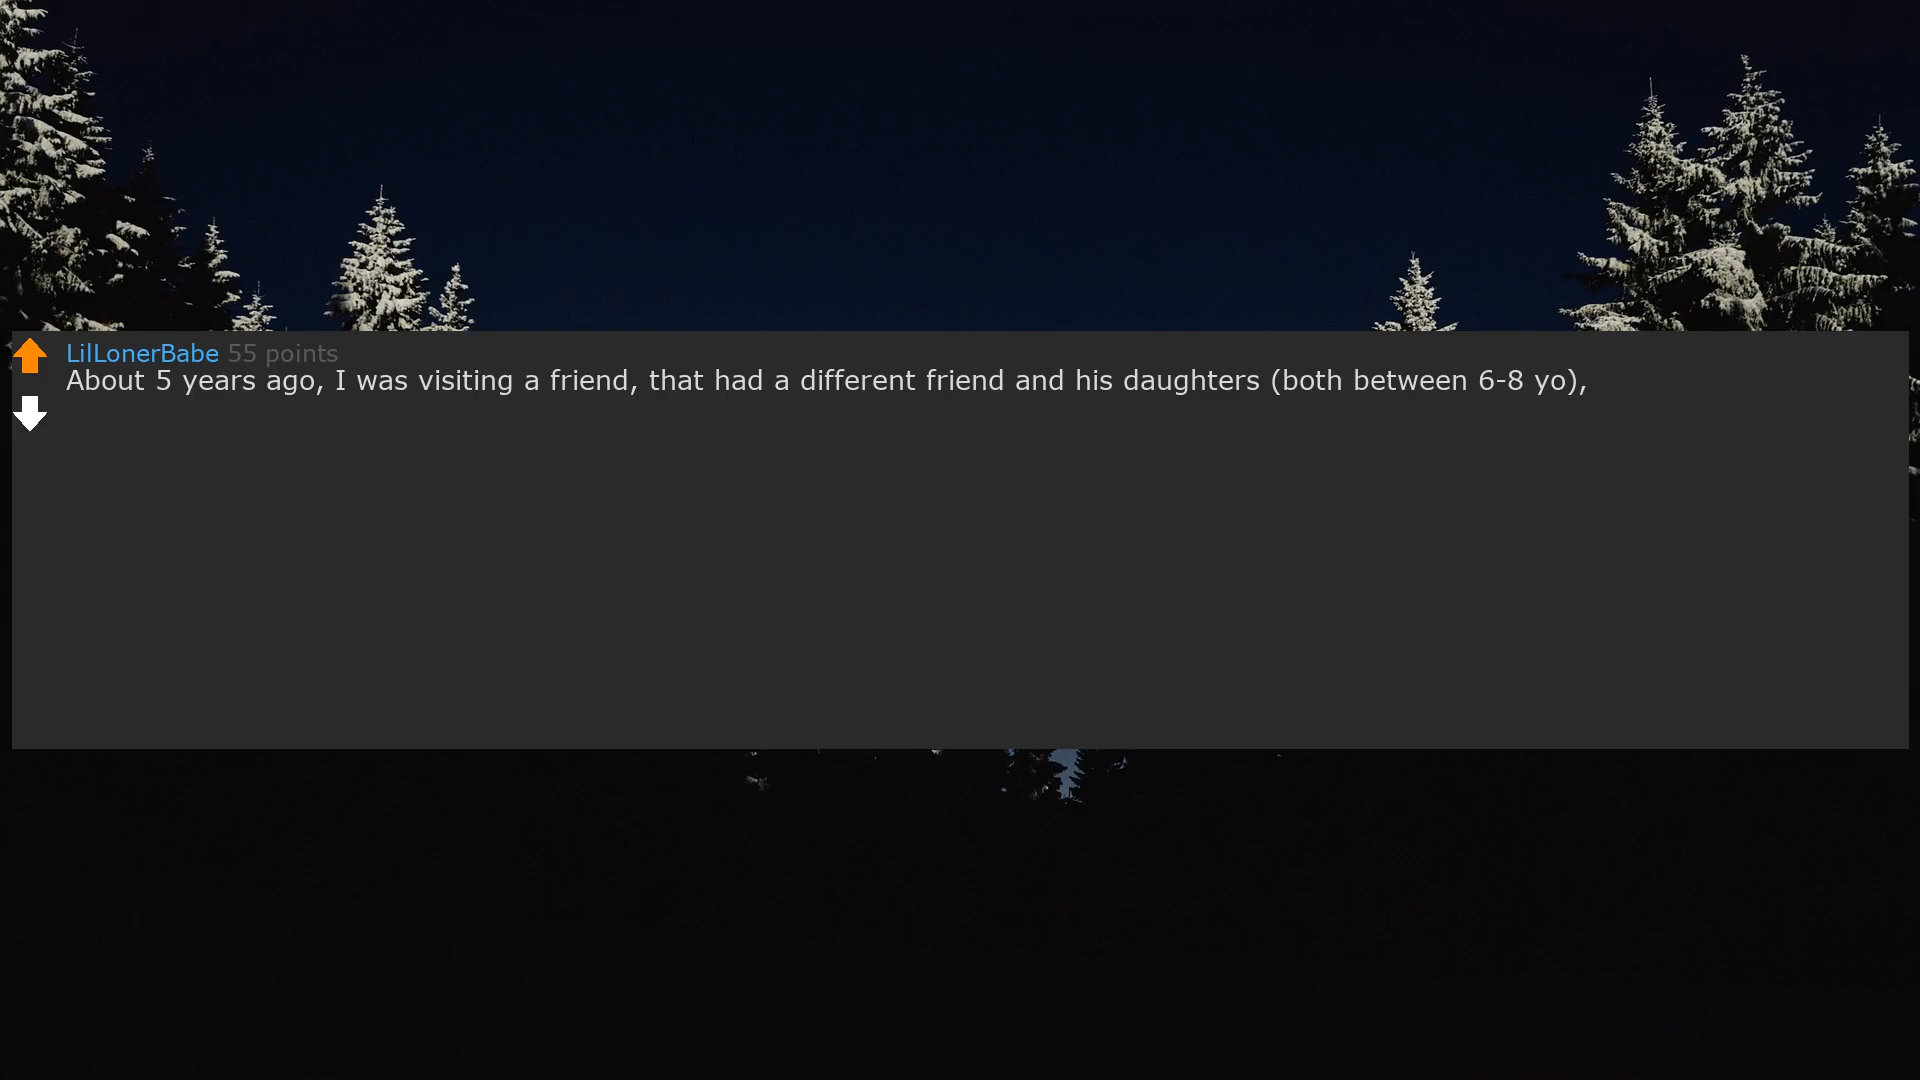 LilLonerBabe 55 points
About 5 years ago, I was visiting a friend, that had a different friend and his daughters (both between 6-8 yo),